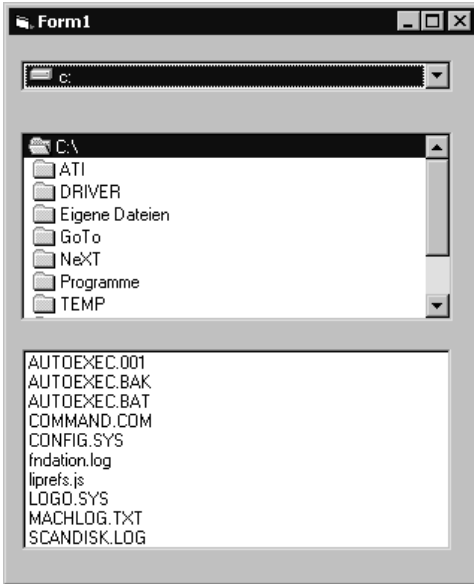 Form1
c:
C:\
ATI
DRIVER
Eigene Dateien
GoTo
NeXT
Programme
TEMP
AUTOEXEC.001
AUTOEXEC.BAK
AUTOEXEC.BAT
COMMAND.COM
CONFIG.SYS
fndation.log
liprefs.js
LOGO.SYS
MACHLOG.TXT
SCANDISK.LOG